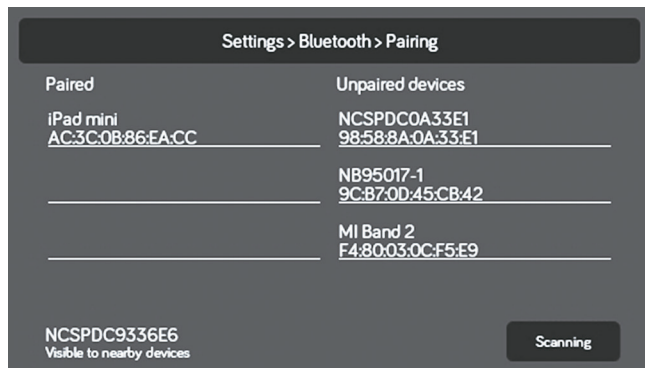 Settings > Bluetooth > Pairing
Paired
Unpaired devices
iPad mini
AC:3C:0B:86:EA:CC
NCSPDC0A33E1
98:58:8A:0A:33:E1
NB95017-1
9C:B7:0D:45:CB:42
MI Band 2
F4:80:03:0C:F5:E9
NCSPDC9336E6
Visible to nearby devices
Scanning